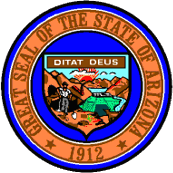 GREAT SEAL OF THE STATE OF ARIZONA
DITAT DEUS
1912